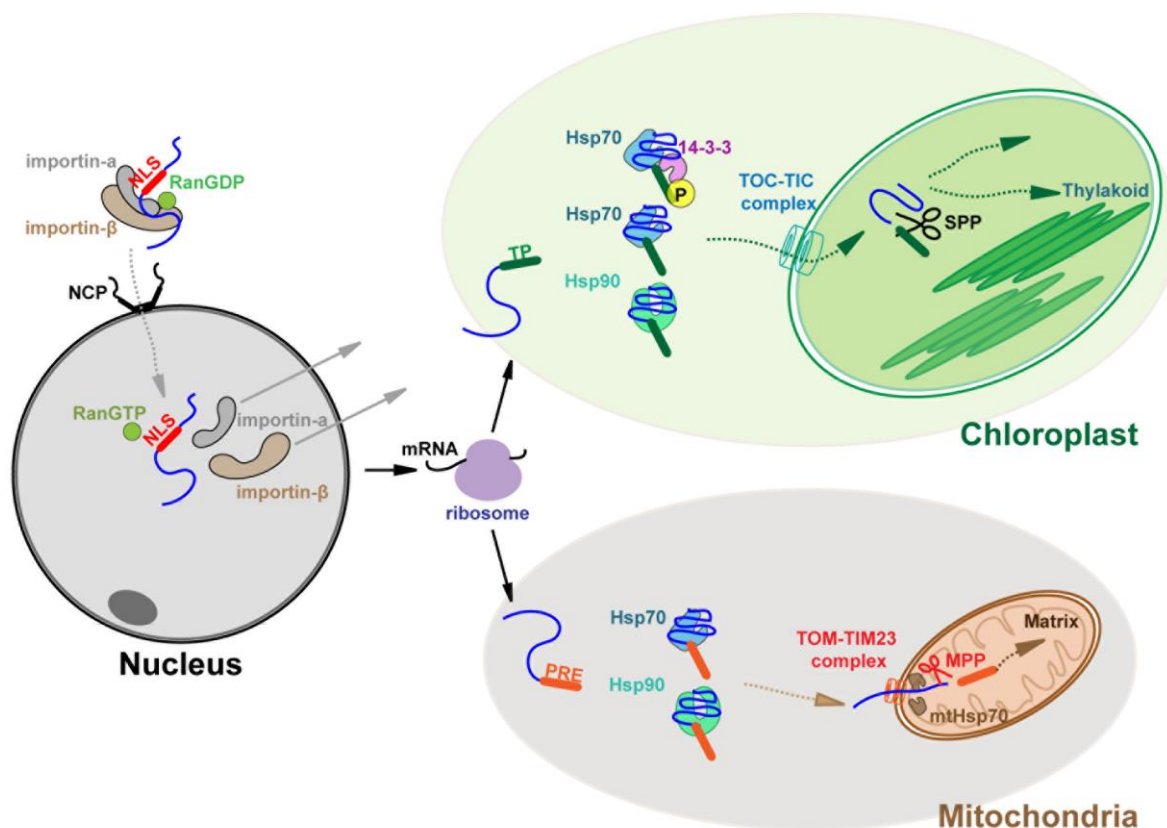 importin-a
NLS
RanGDP
importin-β
NCP
RanGTP
NLS
importin-a
importin-β
Nucleus
mRNA
ribosome
TP
Hsp70
14-3-3
P
Hsp70
Hsp90
TOC-TIC
complex
SPP
Thylakoid
Chloroplast
PRE
Hsp70
Hsp90
TOM-TIM23
complex
MPP
Matrix
mtHsp70
Mitochondria